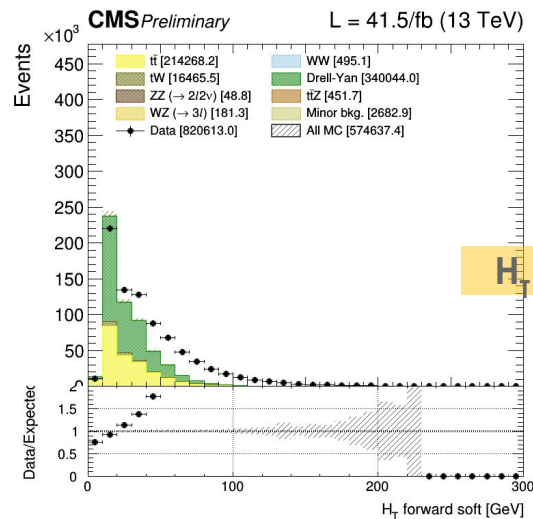 CMS Preliminary L = 41.5/fb (13 TeV)
×10³
Events
450
400
350
300
250
200
150
100
50
0
tt̄ [214268.2]
tW [16465.5]
ZZ (→ 2l2ν) [48.8]
WZ (→ 3l) [181.3]
Data [820613.0]
WW [495.1]
Drell-Yan [340044.0]
tt̄Z [451.7]
Minor bkg. [2682.9]
All MC [574637.4]
H_T
Data/Expected
2
1.5
1
0.5
0
0 100 200 300
H_T forward soft [GeV]